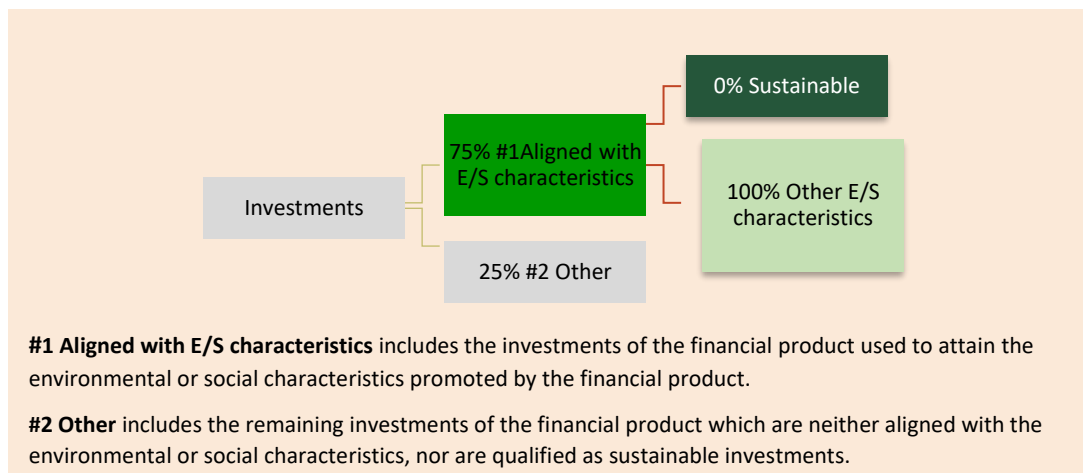 0% Sustainable
75% #1Aligned with
E/S characteristics
100% Other E/S
characteristics
Investments
25% #2 Other
#1 Aligned with E/S characteristics includes the investments of the financial product used to attain the
environmental or social characteristics promoted by the financial product.
#2 Other includes the remaining investments of the financial product which are neither aligned with the
environmental or social characteristics, nor are qualified as sustainable investments.